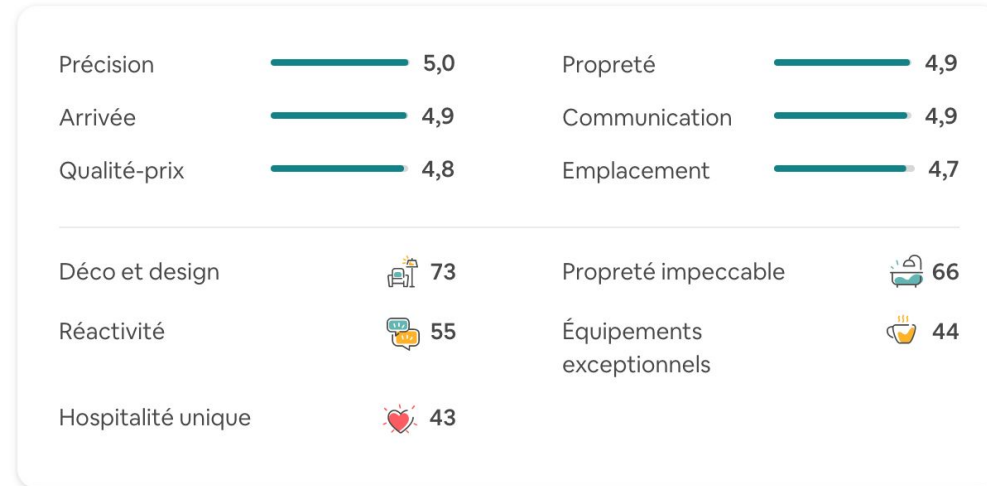 Précision 5,0 Propreté 4,9
Arrivée 4,9 Communication 4,9
Qualité-prix 4,8 Emplacement 4,7
Déco et design 73 Propreté impeccable 66
Réactivité 55 Équipements 44
exceptionnels
Hospitalité unique 43